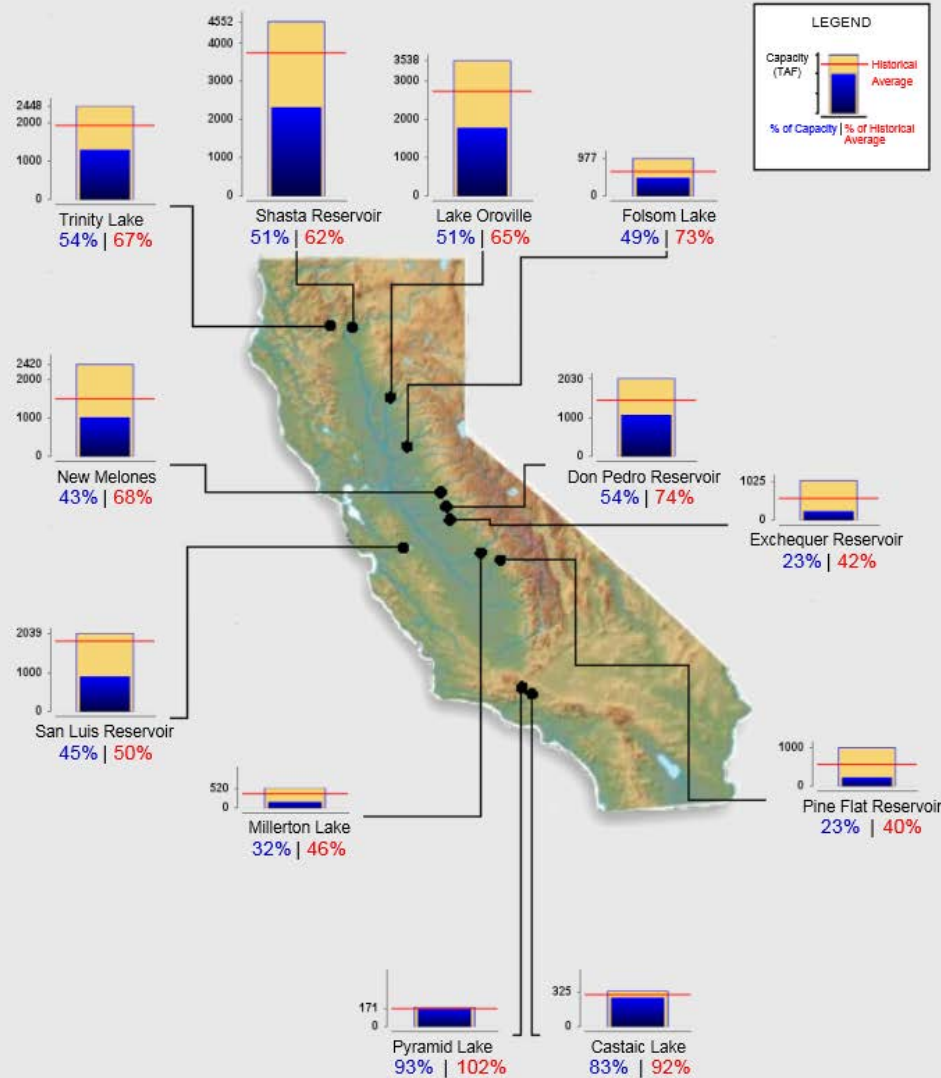 4552
4000
3000
2000
1000
0
Shasta Reservoir
51% | 62%
3538
3000
2000
1000
0
Lake Oroville
51% | 65%
LEGEND
Capacity
(TAF)
Historical
Average
% of Capacity | % of Historical
Average
2448
2000
1000
0
Trinity Lake
54% | 67%
977
0
Folsom Lake
49% | 73%
2420
2000
1000
0
New Melones
43% | 68%
2030
1000
0
Don Pedro Reservoir
54% | 74%
1025
0
Exchequer Reservoir
23% | 42%
2039
1000
0
San Luis Reservoir
45% | 50%
520
0
Millerton Lake
32% | 46%
1000
0
Pine Flat Reservoir
23% | 40%
171
0
Pyramid Lake
93% | 102%
325
0
Castaic Lake
83% | 92%